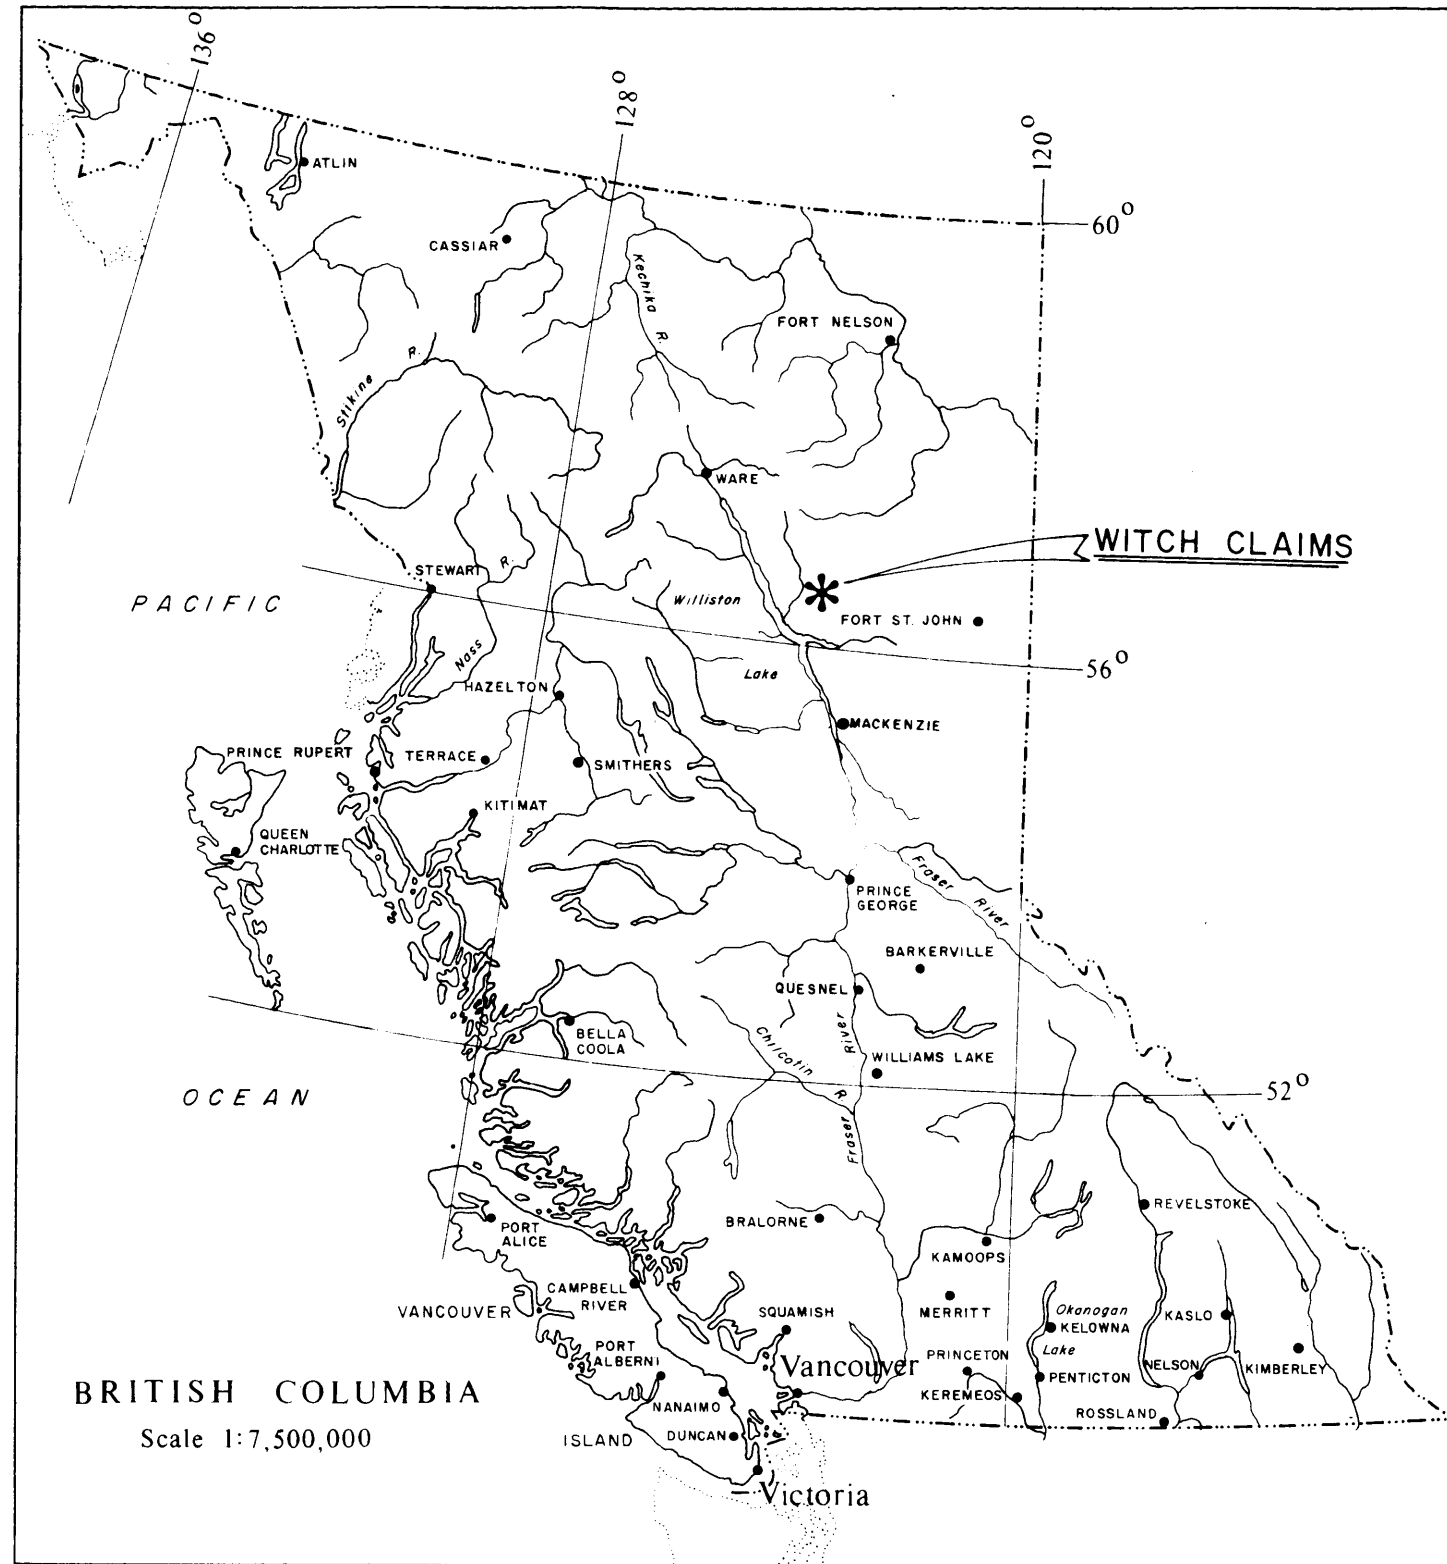 136°
128°
120°
ATLIN
60°
CASSIAR
Kechika R.
FORT NELSON
Stikine R.
WARE
WITCH CLAIMS
STEWART
R.
PACIFIC
Williston
FORT ST. JOHN
Nass
56°
Lake
HAZELTON
MACKENZIE
PRINCE RUPERT
TERRACE
SMITHERS
KITIMAT
QUEEN
CHARLOTTE
Fraser River
PRINCE
GEORGE
BARKERVILLE
QUESNEL
BELLA
COOLA
Chilcotin R.
River
WILLIAMS LAKE
OCEAN
52°
Fraser
REVELSTOKE
PORT
ALICE
BRALORNE
KAMOOPS
CAMPBELL
RIVER
VANCOUVER
SQUAMISH
MERRITT
Okanogan
KELOWNA
KASLO
PORT
ALBERNI
Vancouver
PRINCETON
Lake
NELSON
KIMBERLEY
PENTICTON
BRITISH COLUMBIA
NANAIMO
KEREMEOS
ROSSLAND
Scale 1:7,500,000
ISLAND
DUNCAN
Victoria